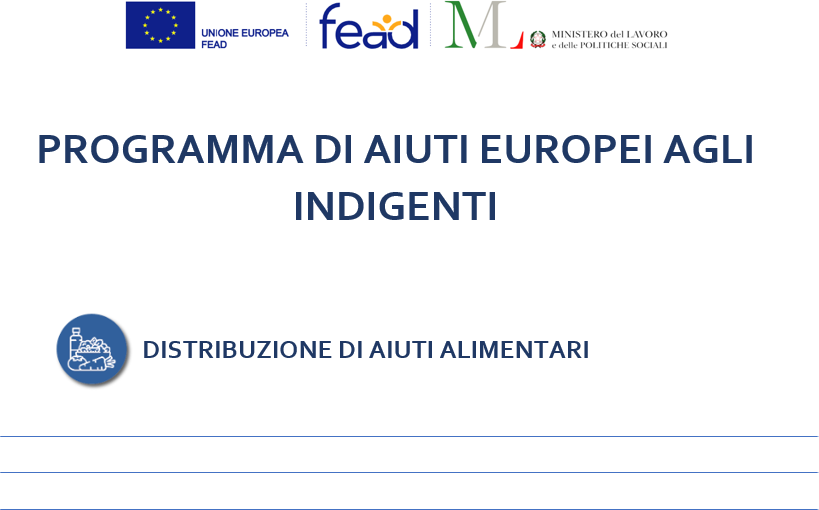 UNIONE EUROPEA
FEAD
fead
ML
MINISTERO del LAVORO
e delle POLITICHE SOCIALI
PROGRAMMA DI AIUTI EUROPEI AGLI
INDIGENTI
DISTRIBUZIONE DI AIUTI ALIMENTARI